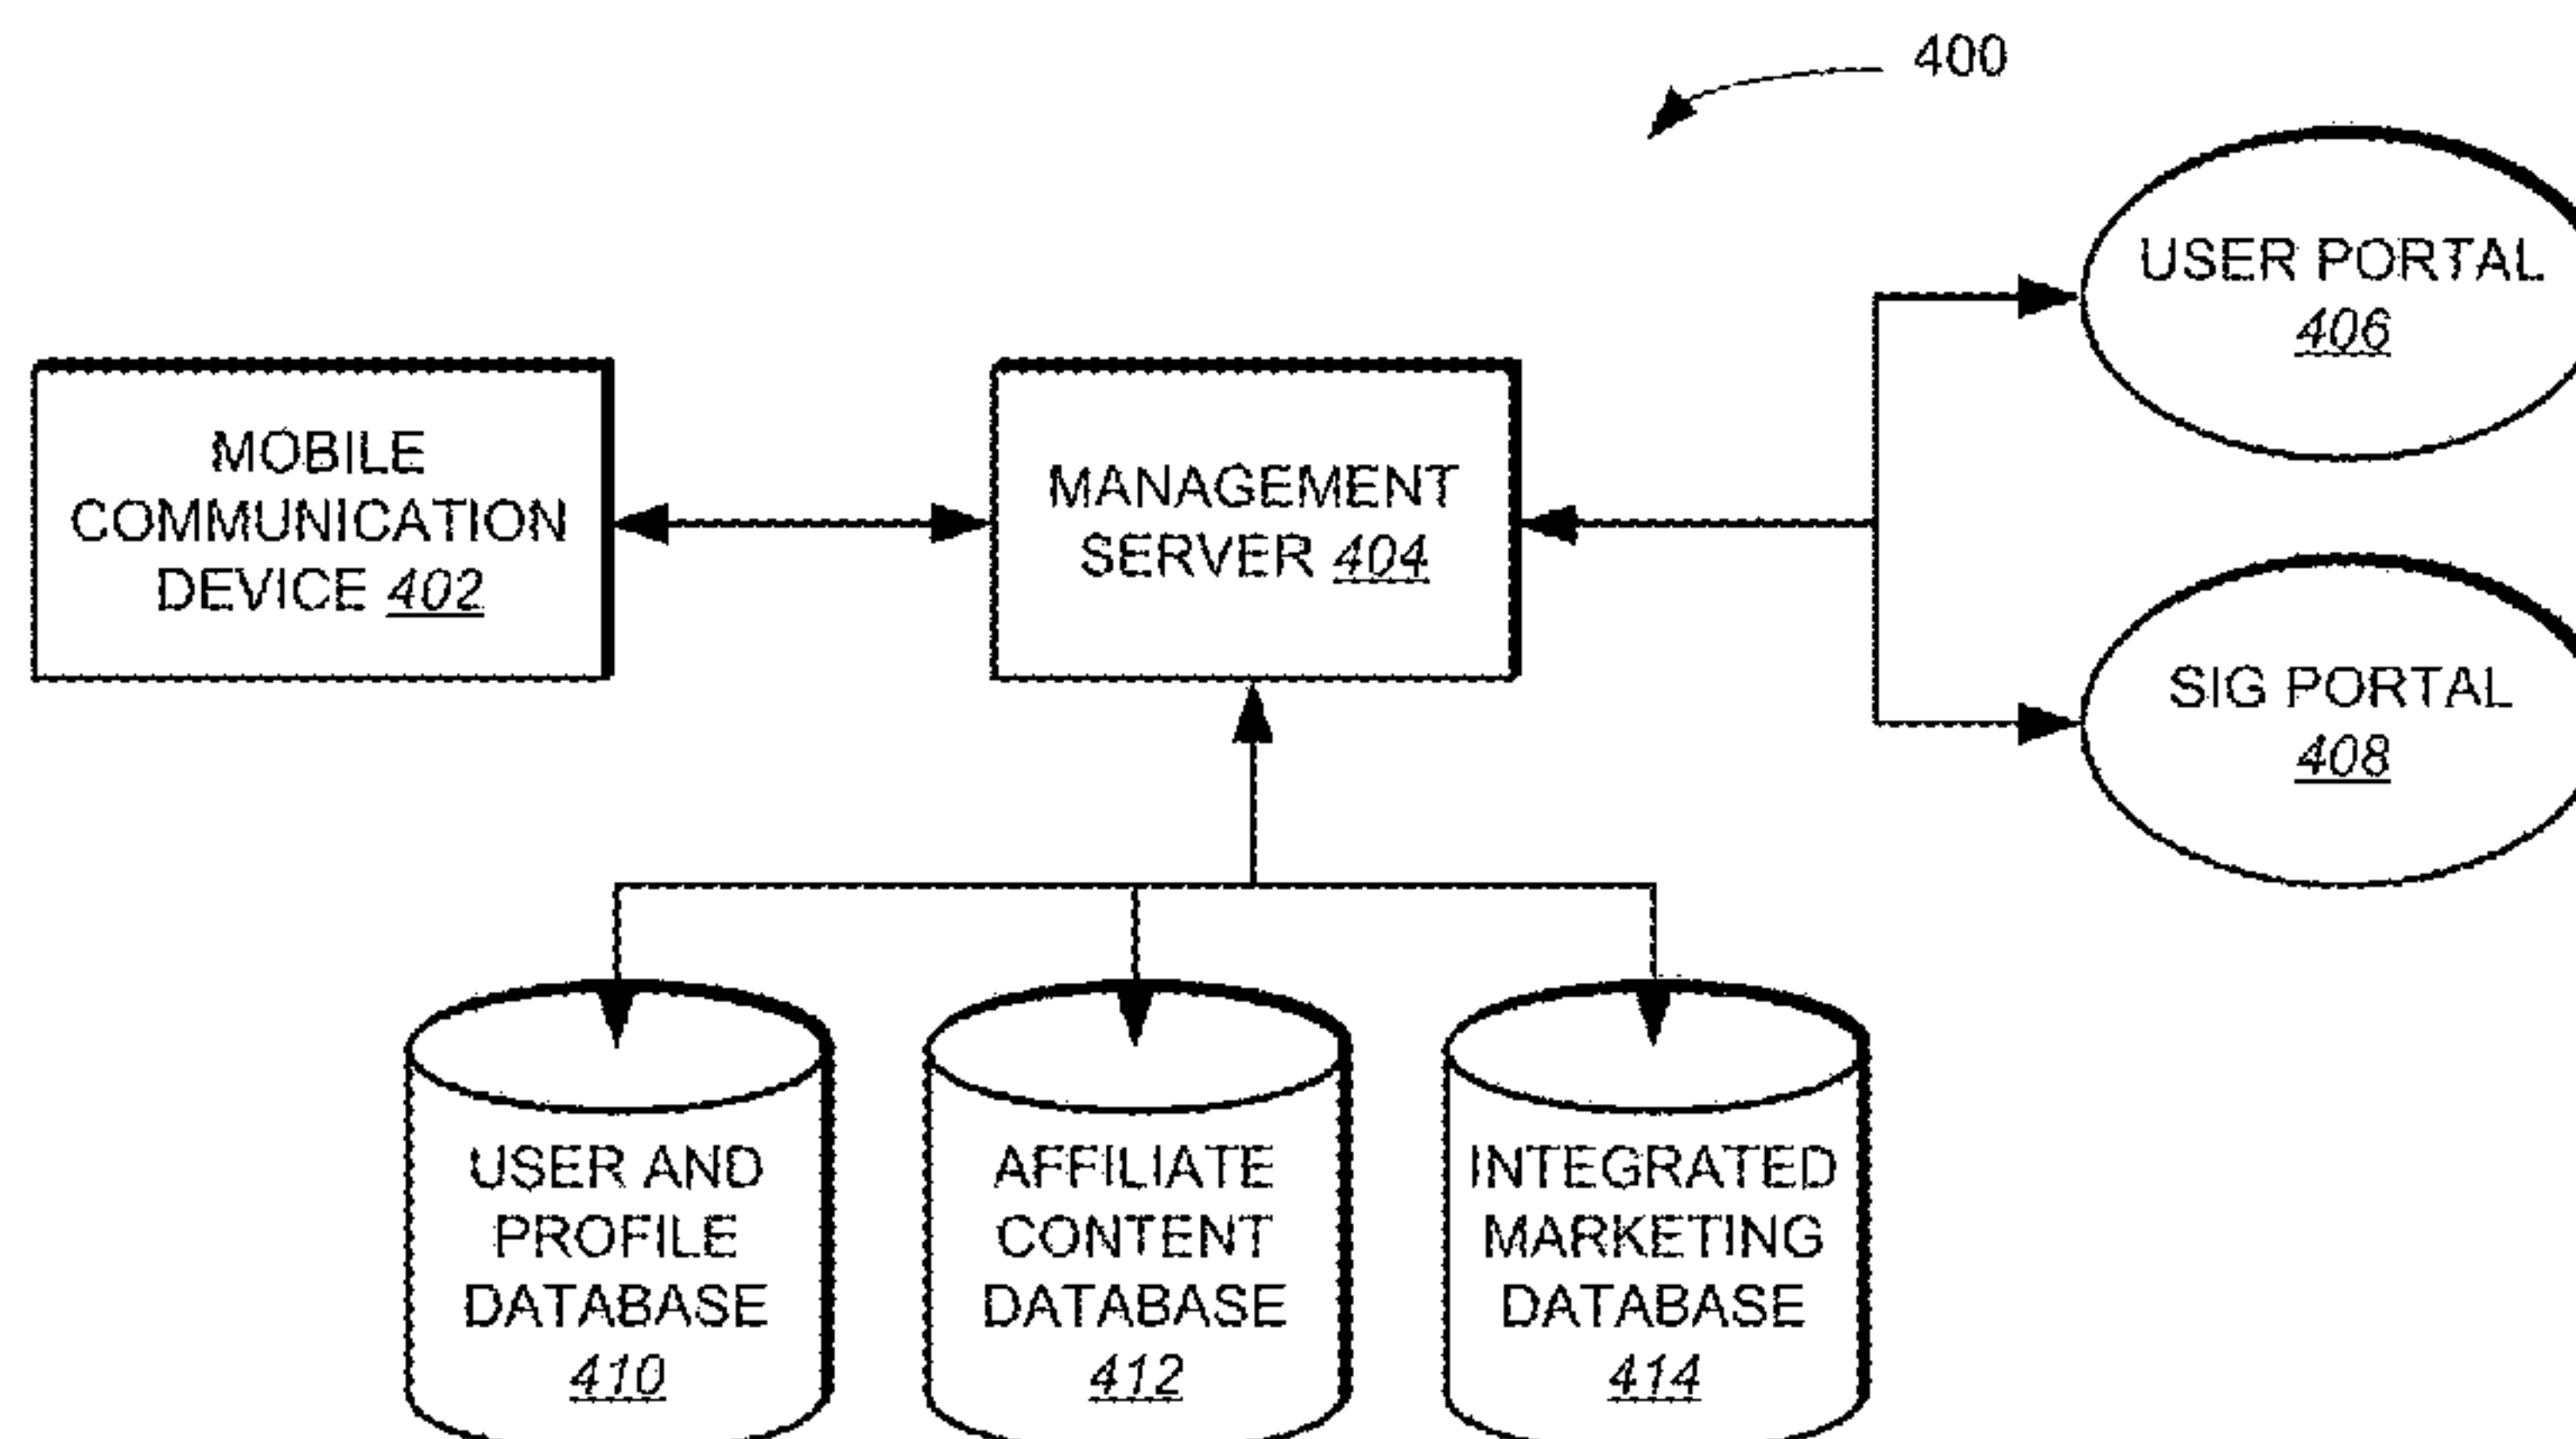 400
USER PORTAL
406
MOBILE
COMMUNICATION
DEVICE 402
MANAGEMENT
SERVER 404
SIG PORTAL
408
USER AND
PROFILE
DATABASE
410
AFFILIATE
CONTENT
DATABASE
412
INTEGRATED
MARKETING
DATABASE
414